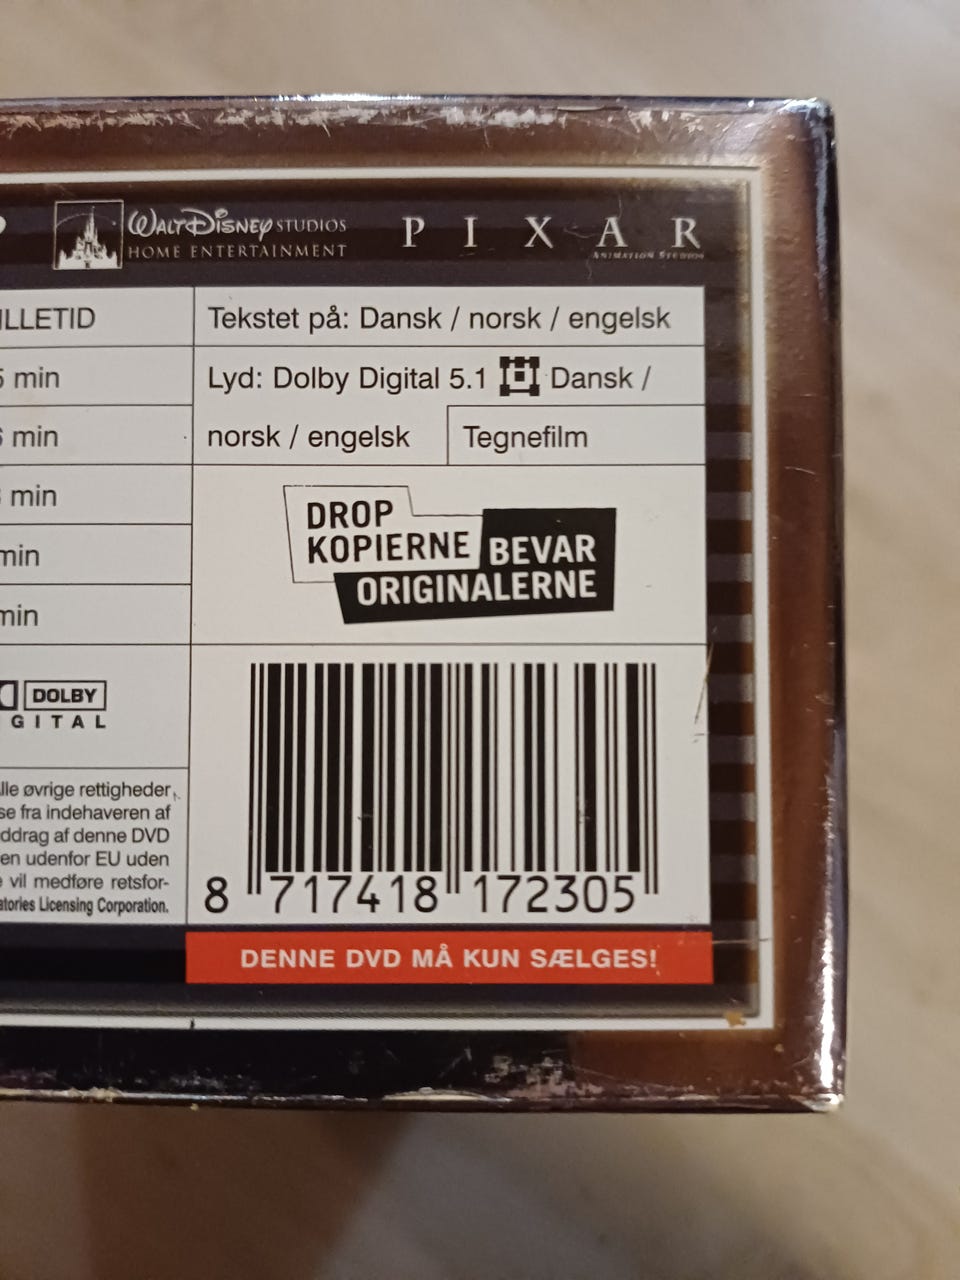 WALT DISNEY STUDIOS
HOME ENTERTAINMENT
PIXAR
ANIMATION STUDIOS
Tekstet på: Dansk / norsk / engelsk
min
Lyd: Dolby Digital 5.1 Dansk /
min
norsk / engelsk
Tegnefilm
min
min
min
DROP
KOPIERNE
BEVAR
ORIGINALERNE
DOLBY
GITAL
lle øvrige rettigheder,
se fra indehaveren af
ddrag af denne DVD
en udenfor EU uden
vil medføre retsfor-
atories Licensing Corporation.
8 717418 172305
DENNE DVD MÅ KUN SÆLGES!